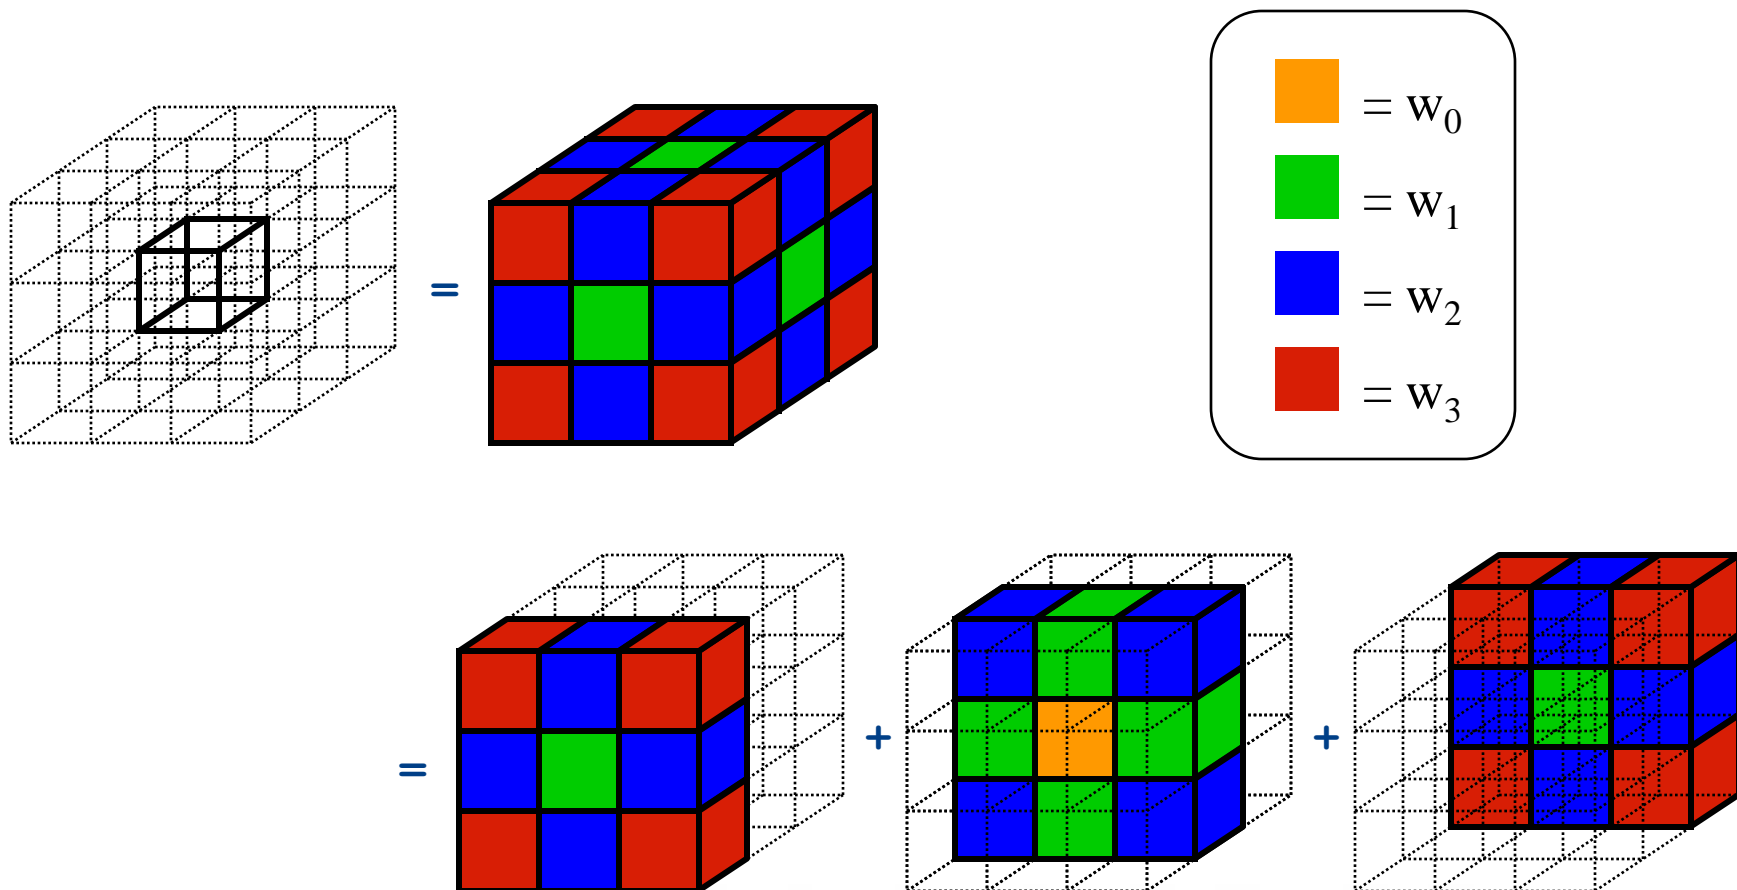 = w₀
= w₁
= w₂
= w₃
=
= + +